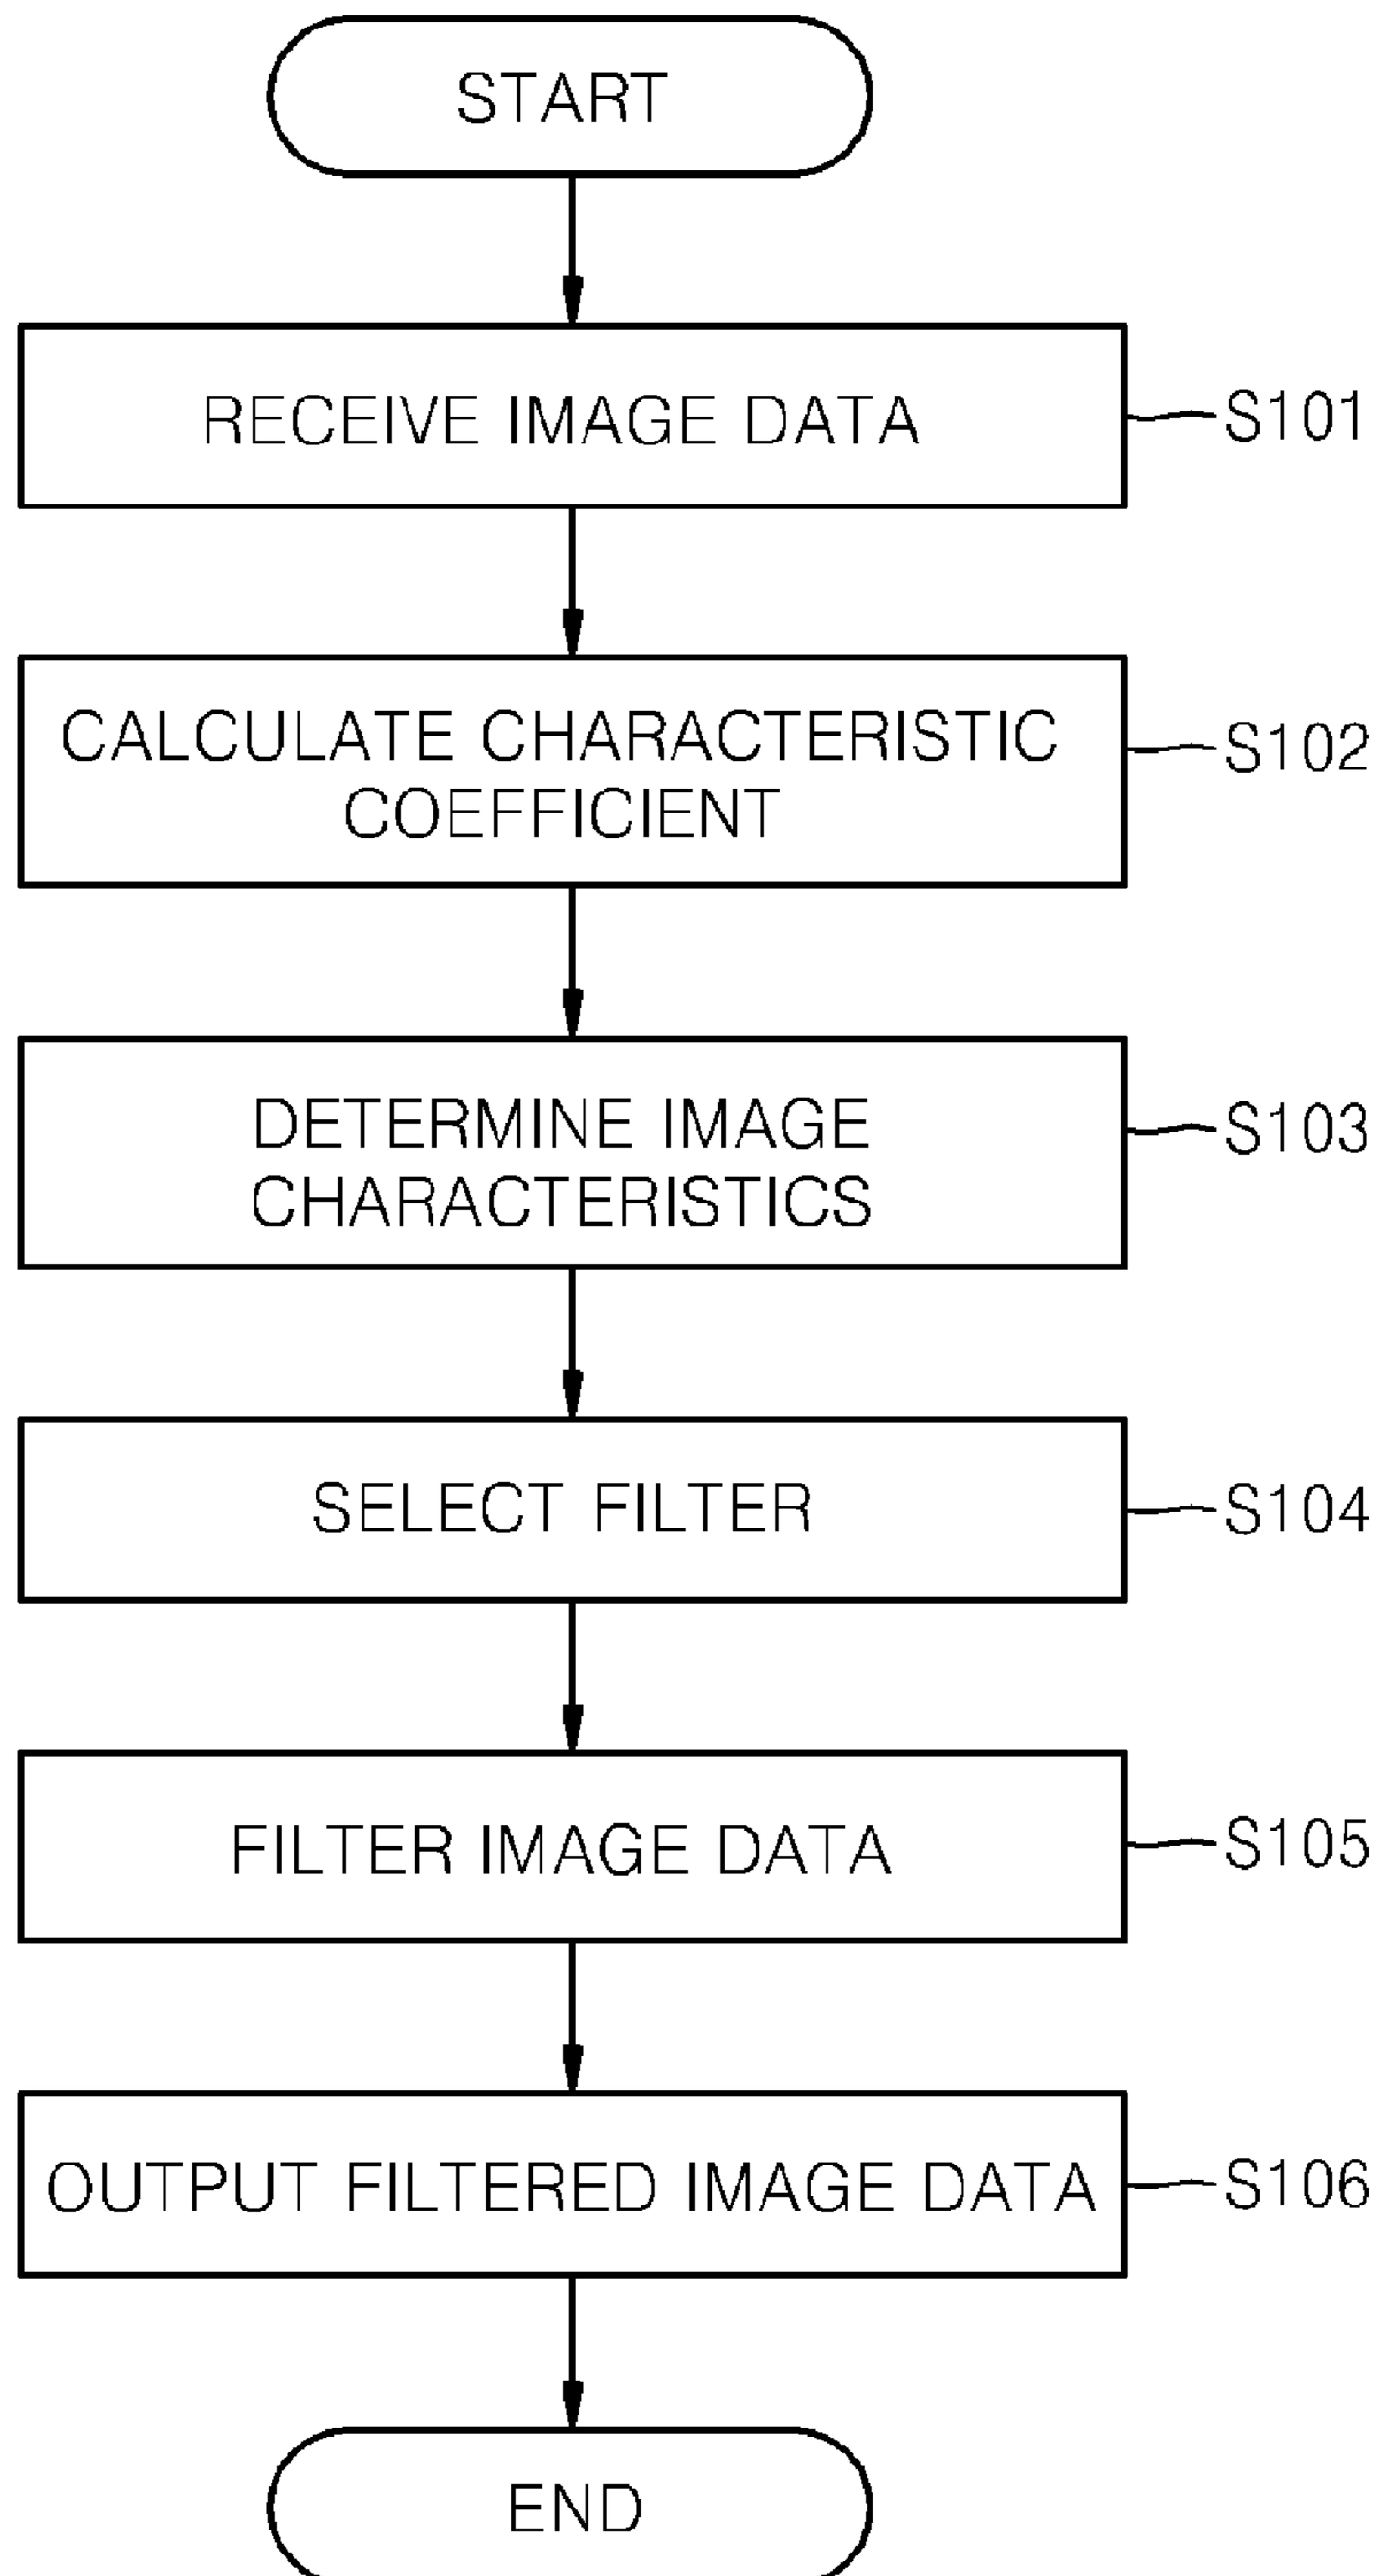 START
RECEIVE IMAGE DATA
S101
CALCULATE CHARACTERISTIC
COEFFICIENT
S102
DETERMINE IMAGE
CHARACTERISTICS
S103
SELECT FILTER
S104
FILTER IMAGE DATA
S105
OUTPUT FILTERED IMAGE DATA
S106
END